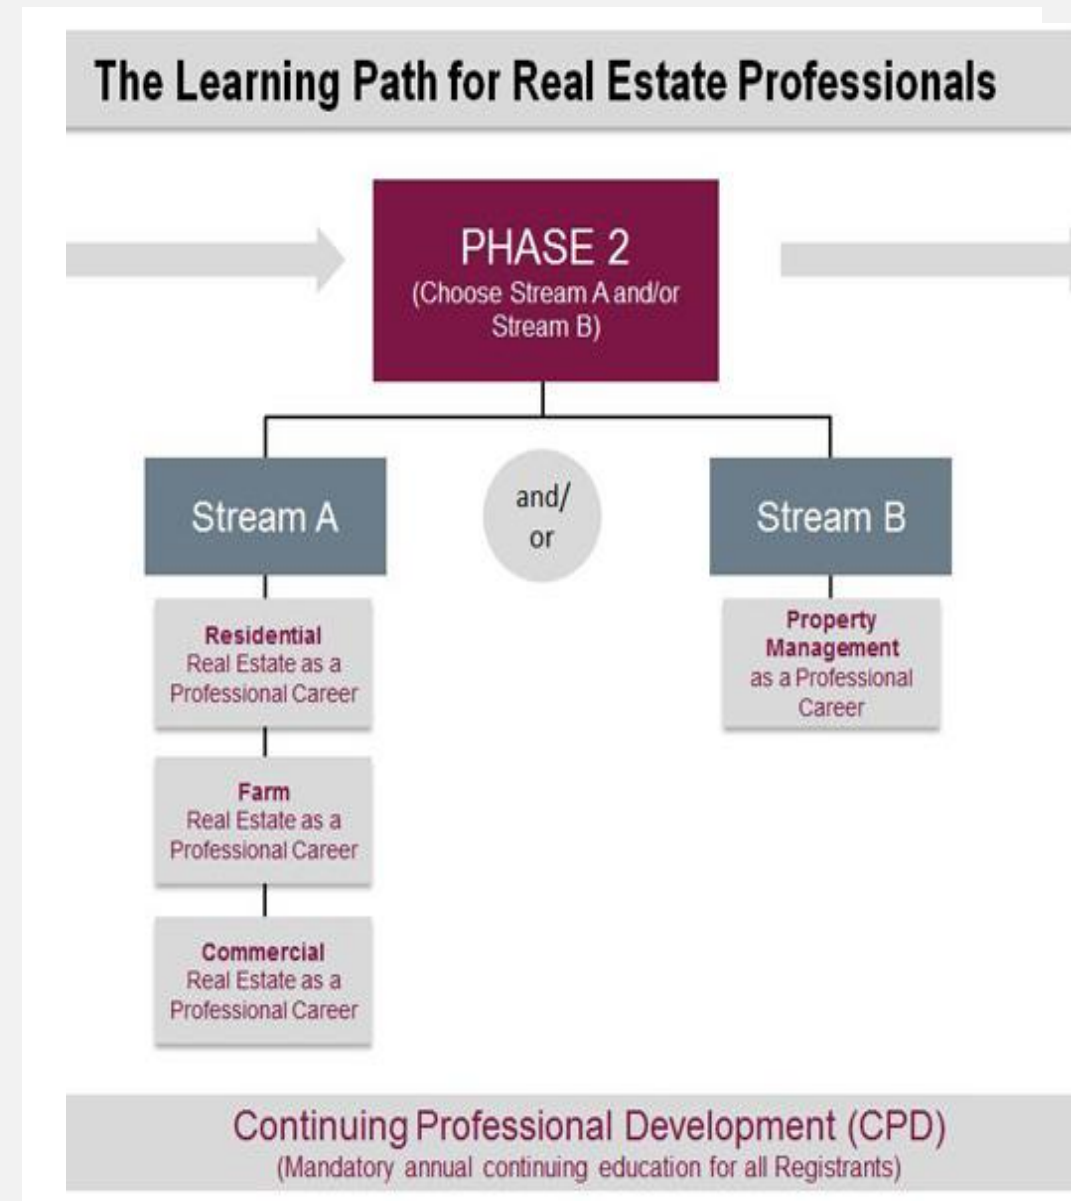 The Learning Path for Real Estate Professionals
PHASE 2
(Choose Stream A and/or
Stream B)
Stream A
and/
or
Stream B
Residential
Real Estate as a
Professional Career
Farm
Real Estate as a
Professional Career
Commercial
Real Estate as a
Professional Career
Property
Management
as a Professional
Career
Continuing Professional Development (CPD)
(Mandatory annual continuing education for all Registrants)